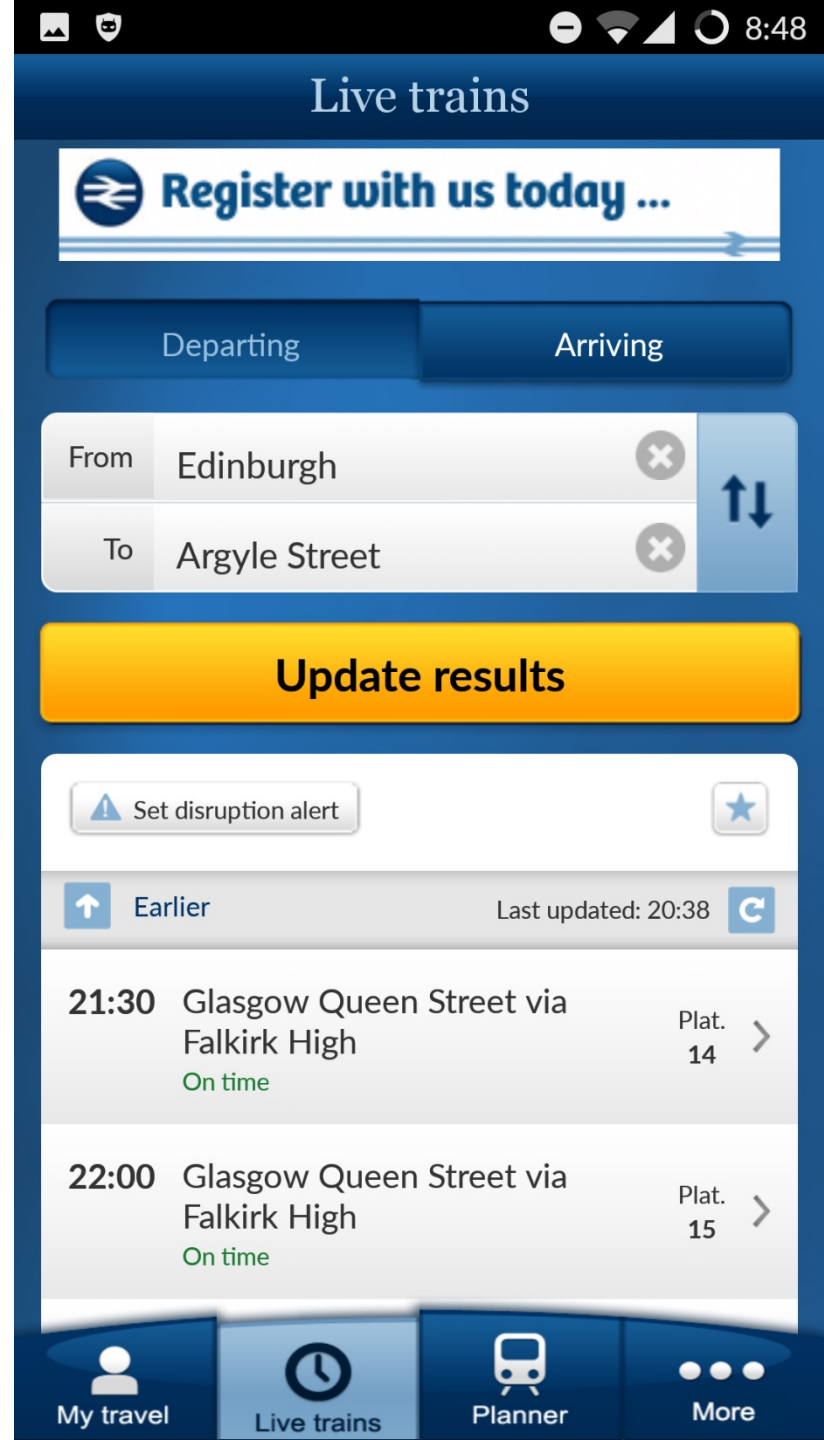 8:48
Live trains
Register with us today ...
Departing Arriving
From Edinburgh
To Argyle Street
Update results
Set disruption alert
Earlier Last updated: 20:38
21:30 Glasgow Queen Street via Plat.
Falkirk High 14
On time
22:00 Glasgow Queen Street via Plat.
Falkirk High 15
On time
My travel Live trains Planner More